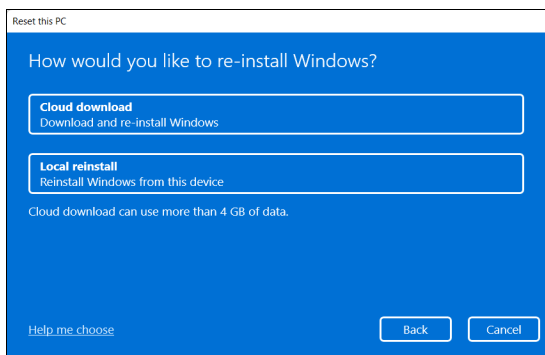 Reset this PC
How would you like to re-install Windows?
Cloud download
Download and re-install Windows
Local reinstall
Reinstall Windows from this device
Cloud download can use more than 4 GB of data.
Help me choose
Back
Cancel